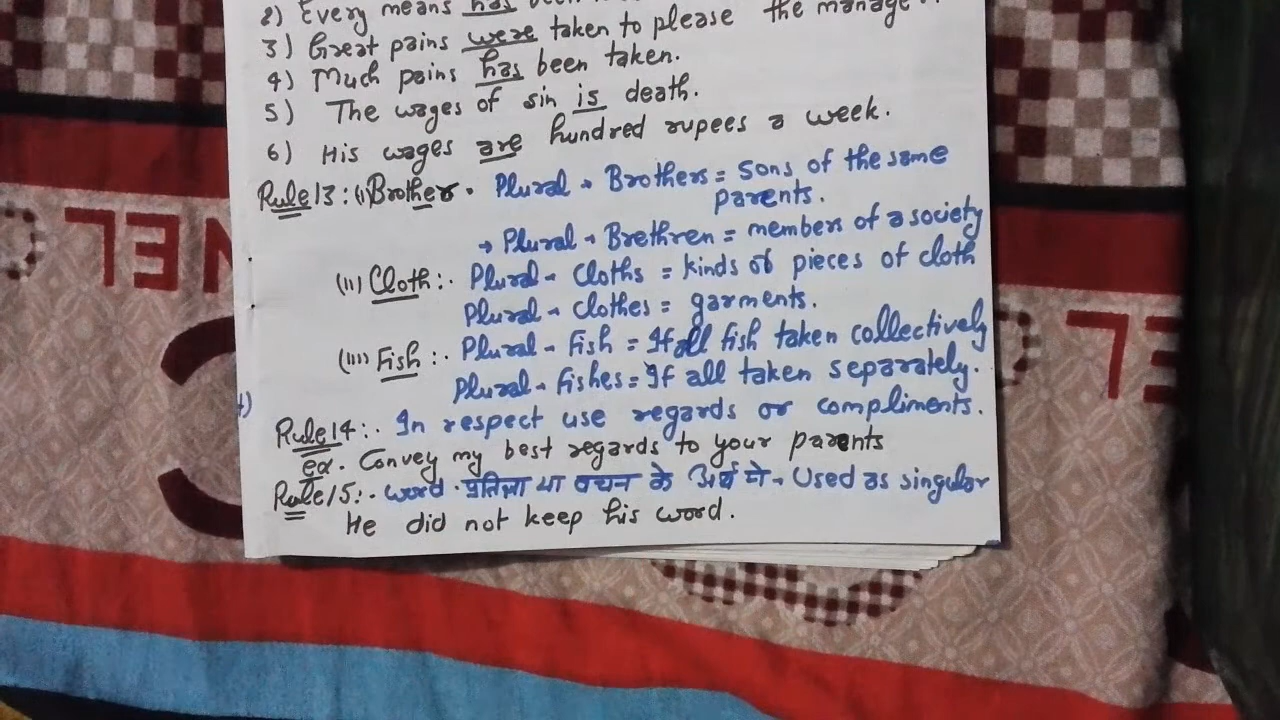 2) Every means has been
3) Great pains were taken to please the manage
4) Much pains has been taken.
5) The wages of sin is death.
6) His wages are hundred rupees a week.
Rule 13: (i) Brother. Plural → Brothers = sons of the same
parents.
→ Plural → Brethren = members of a society
(ii) Cloth:. Plural - Cloths = kinds of pieces of cloth
Plural → clothes = garments.
(iii) Fish:. Plural - Fish = If all fish taken collectively
Plural - Fishes = If all taken separately.
Rule 14:. In respect use regards or compliments.
ex. Convey my best regards to your parents
Rule 15:. word. प्रतिज्ञा या वचन के अर्थ मे → Used as singular
He did not keep his word.